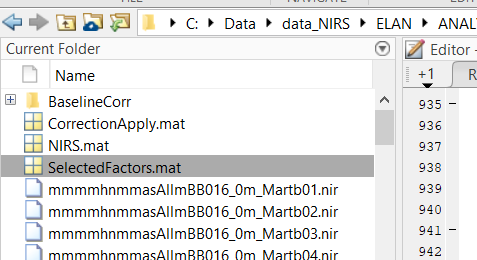 C: Data data_NIRS ELAN ANAL
Current Folder
Editor -
Name
+1
BaselineCorr
CorrectionApply.mat
NIRS.mat
SelectedFactors.mat
mmmmhnmmasAllmBB016_0m_Martb01.nir
mmmmhnmmasAllmBB016_0m_Martb02.nir
mmmmhnmmasAllmBB016_0m_Martb03.nir
mmmmhnmmasAllmBB016_0m_Martb04.nir
935 –
936
937
938
939
940
941 –
942